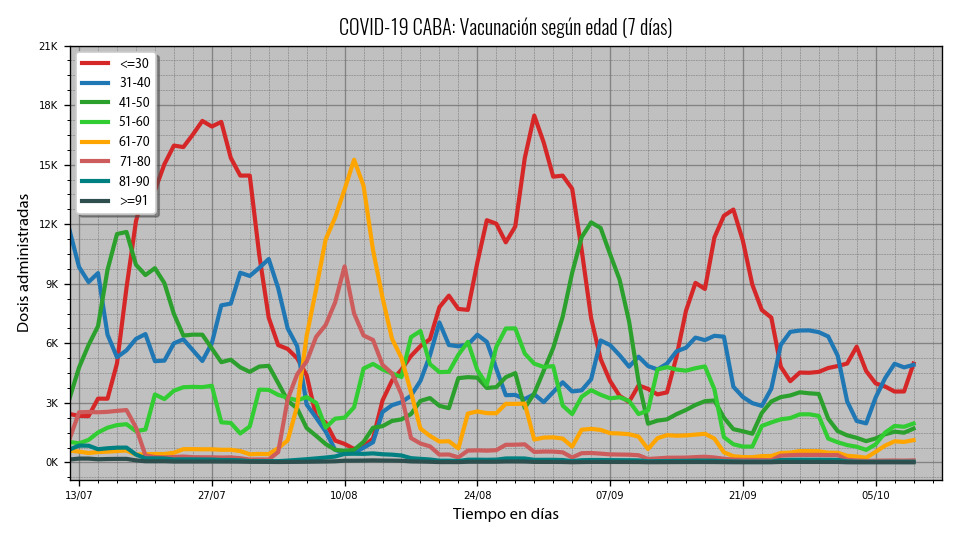 COVID-19 CABA: Vacunación según edad (7 días)
21K
18K
15K
12K
9K
6K
3K
0K
Dosis administradas
<=30
31-40
41-50
51-60
61-70
71-80
81-90
>=91
13/07 27/07 10/08 24/08 07/09 21/09 05/10
Tiempo en días